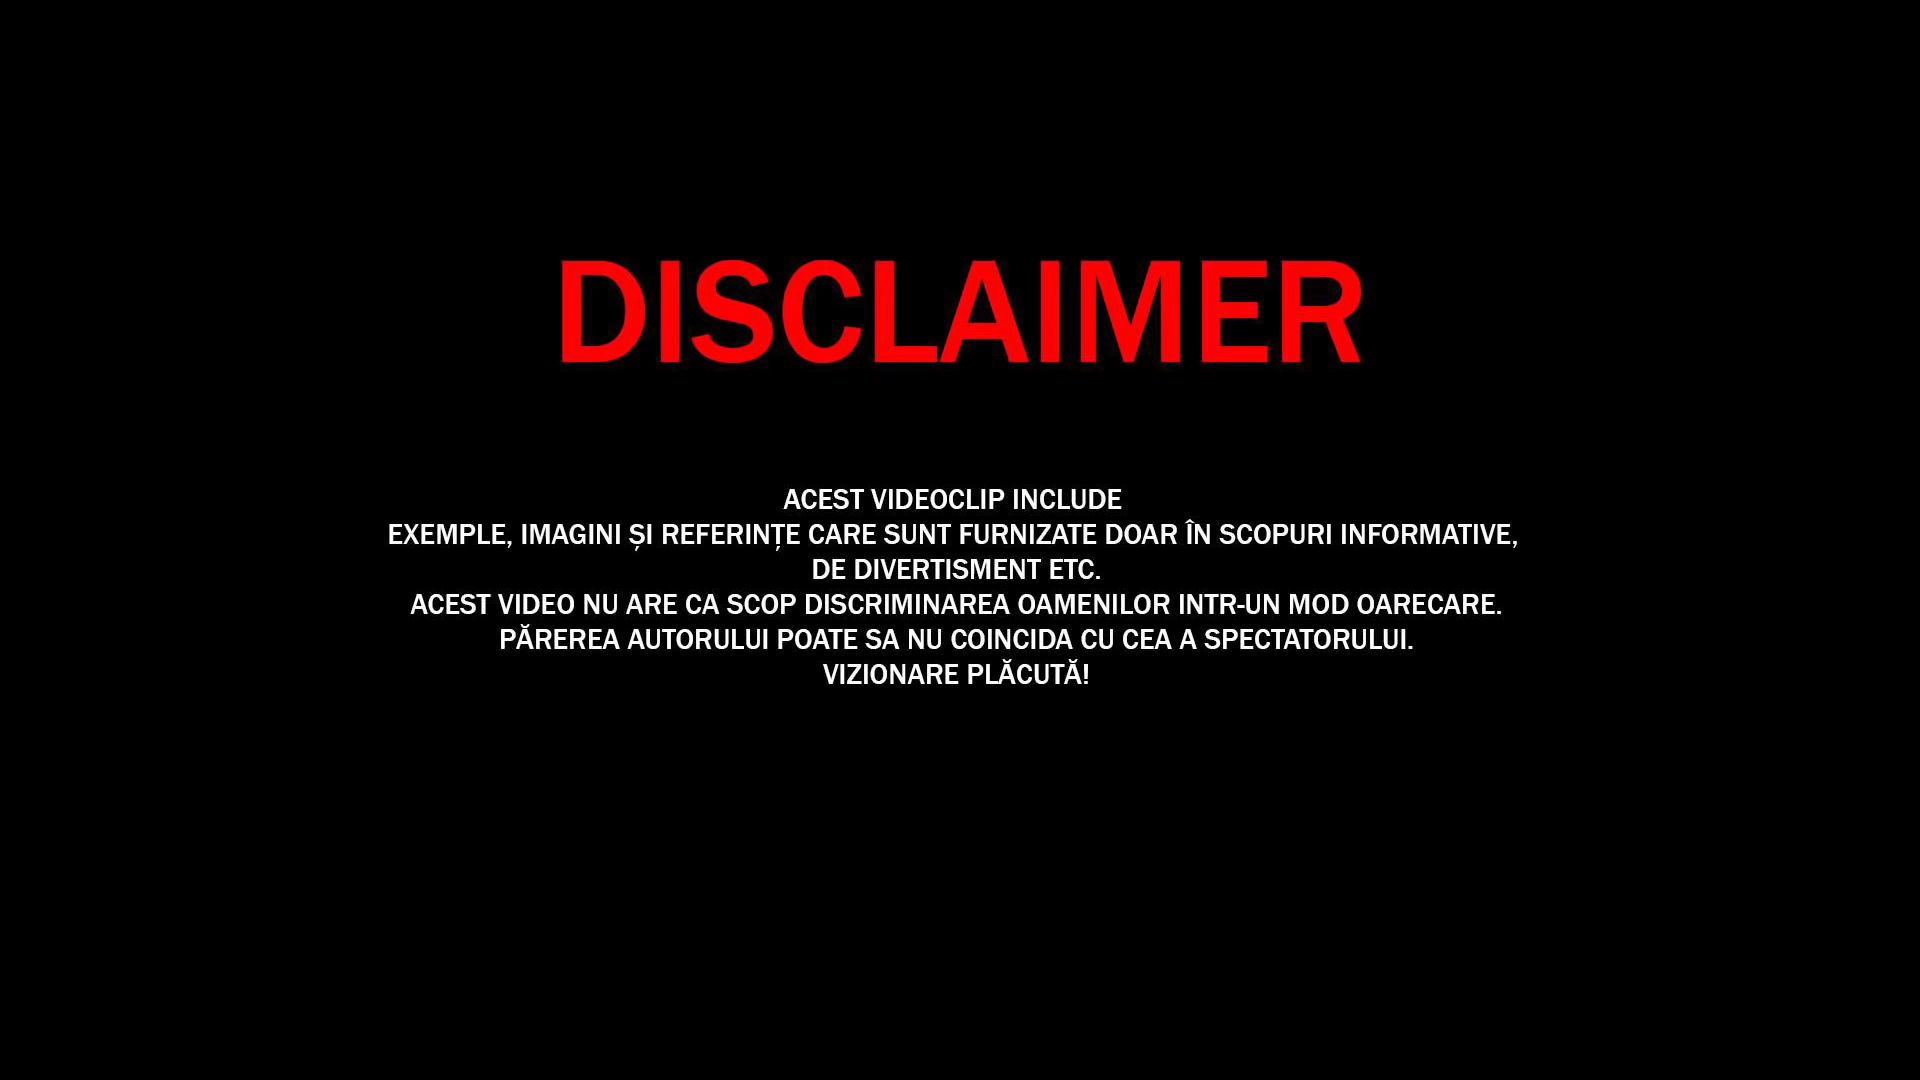 DISCLAIMER
ACEST VIDEOCLIP INCLUDE
EXEMPLE, IMAGINI ȘI REFERINȚE CARE SUNT FURNIZATE DOAR ÎN SCOPURI INFORMATIVE,
DE DIVERTISMENT ETC.
ACEST VIDEO NU ARE CA SCOP DISCRIMINAREA OAMENILOR INTR-UN MOD OARECARE.
PĂREREA AUTORULUI POATE SA NU COINCIDA CU CEA A SPECTATORULUI.
VIZIONARE PLĂCUTĂ!